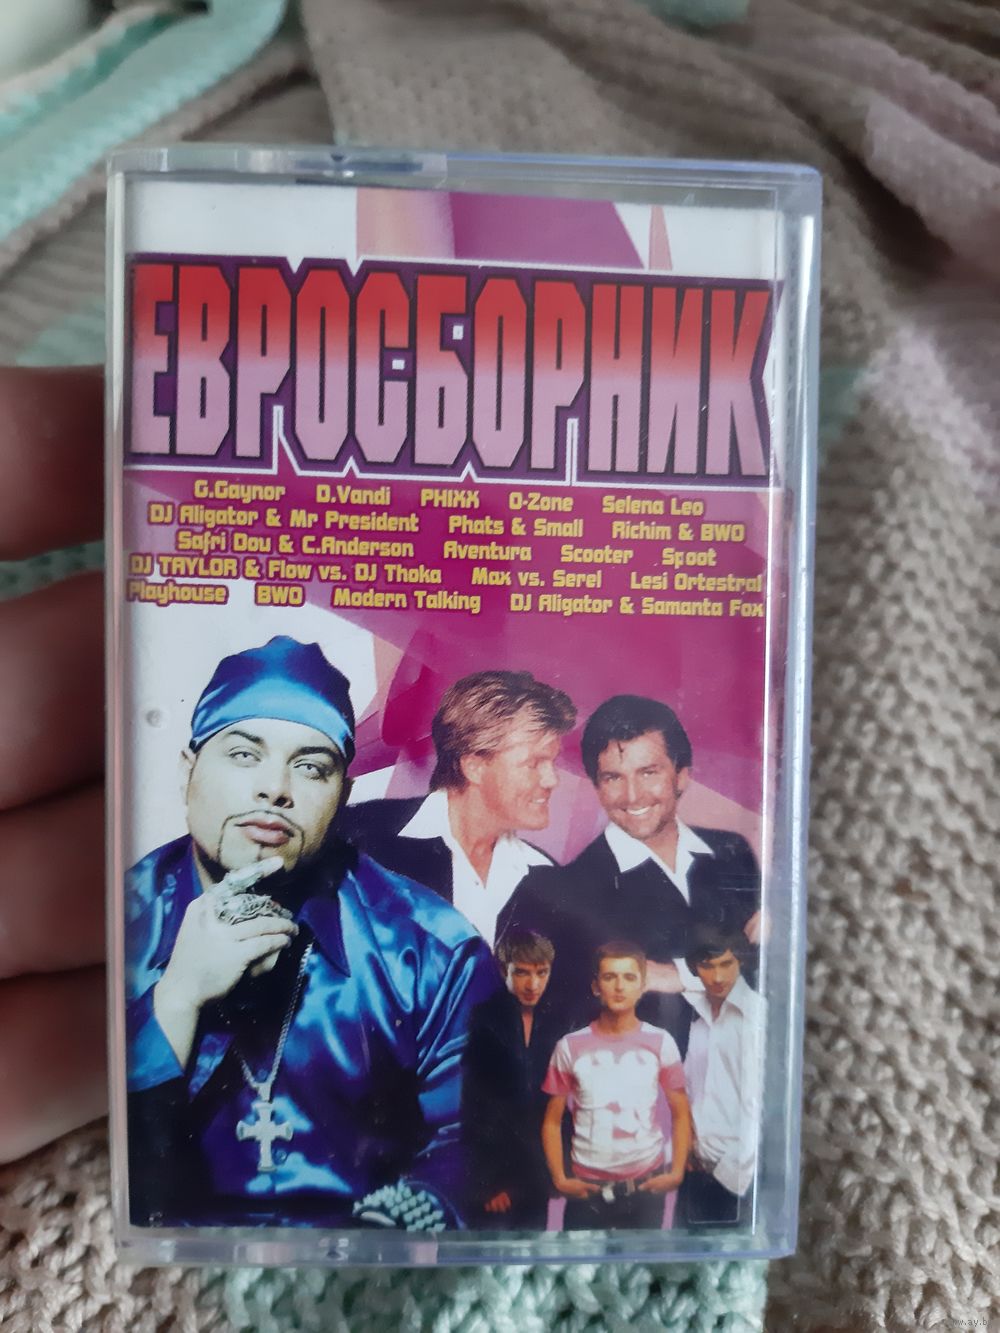 ЕВРОСБОРНИК
G.Gaynor D.Vandi PHIXX O-Zone Selena Leo
DJ Aligator & Mr President Phats & Small Richim & BWO
Safri Dou & C.Anderson Aventura Scooter Spoot
DJ TAYLOR & Flow vs. DJ Thoka Max vs. Serel Lesi Ortestral
Playhouse BWO Modern Talking DJ Aligator & Samanta Fox